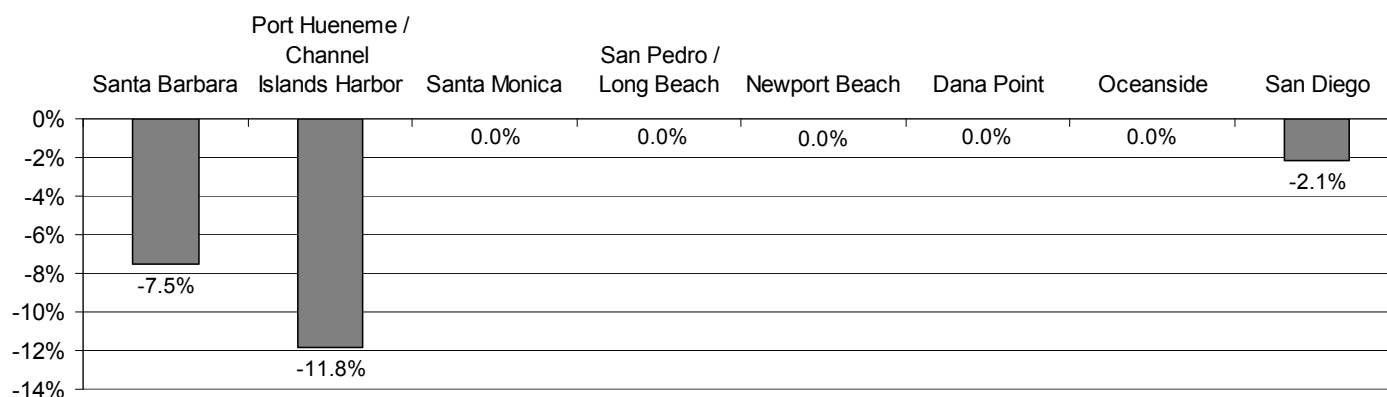 Port Hueneme /
Channel
San Pedro /
Santa Barbara Islands Harbor Santa Monica Long Beach Newport Beach Dana Point Oceanside San Diego
0%
0.0% 0.0% 0.0% 0.0% 0.0%
-2%
-2.1%
-4%
-6%
-8%
-7.5%
-10%
-12%
-11.8%
-14%